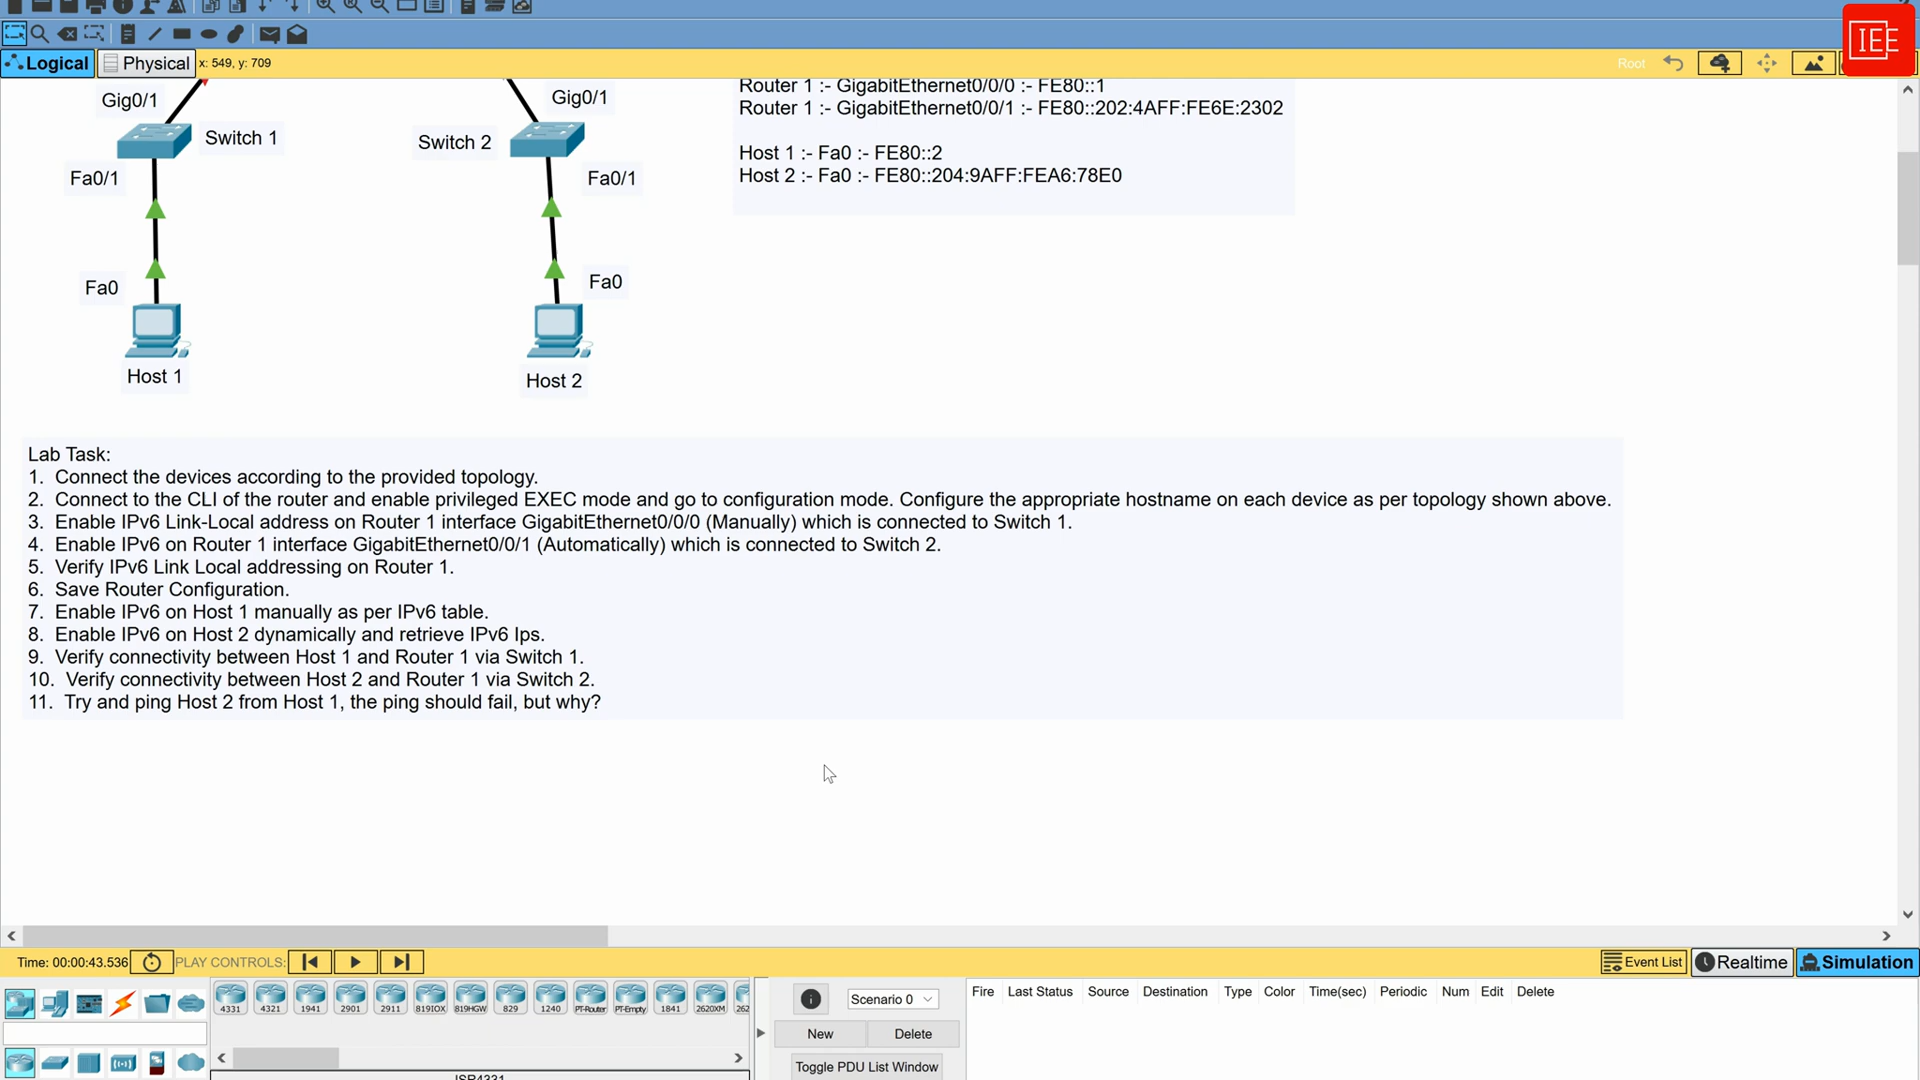 IEE
Logical
Physical
x: 549, y: 709
Root
Gig0/1
Gig0/1
Switch 1
Switch 2
Fa0/1
Fa0/1
Fa0
Fa0
Host 1
Host 2
Router 1 :- GigabitEthernet0/0/0 :- FE80::1
Router 1 :- GigabitEthernet0/0/1 :- FE80::202:4AFF:FE6E:2302
Host 1 :- Fa0 :- FE80::2
Host 2 :- Fa0 :- FE80::204:9AFF:FEA6:78E0
Lab Task:
1. Connect the devices according to the provided topology.
2. Connect to the CLI of the router and enable privileged EXEC mode and go to configuration mode. Configure the appropriate hostname on each device as per topology shown above.
3. Enable IPv6 Link-Local address on Router 1 interface GigabitEthernet0/0/0 (Manually) which is connected to Switch 1.
4. Enable IPv6 on Router 1 interface GigabitEthernet0/0/1 (Automatically) which is connected to Switch 2.
5. Verify IPv6 Link Local addressing on Router 1.
6. Save Router Configuration.
7. Enable IPv6 on Host 1 manually as per IPv6 table.
8. Enable IPv6 on Host 2 dynamically and retrieve IPv6 Ips.
9. Verify connectivity between Host 1 and Router 1 via Switch 1.
10. Verify connectivity between Host 2 and Router 1 via Switch 2.
11. Try and ping Host 2 from Host 1, the ping should fail, but why?
Time: 00:00:43.536
PLAY CONTROLS:
Event List
Realtime
Simulation
4331 4321 1941 2901 2911 819IOX 819HGW 829 1240 PT-Router PT-Empty 1841 2620XM 262
ISR4331
Scenario 0
New
Delete
Toggle PDU List Window
Fire Last Status Source Destination Type Color Time(sec) Periodic Num Edit Delete